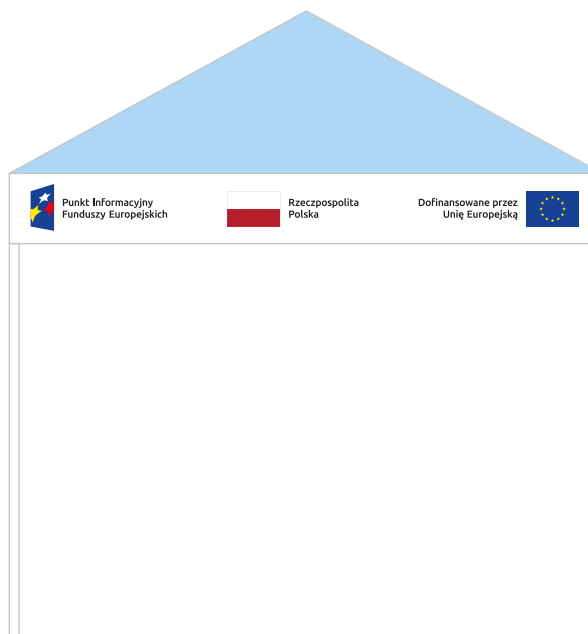 Punkt Informacyjny
Funduszy Europejskich
Rzeczpospolita
Polska
Dofinansowane przez
Unię Europejską